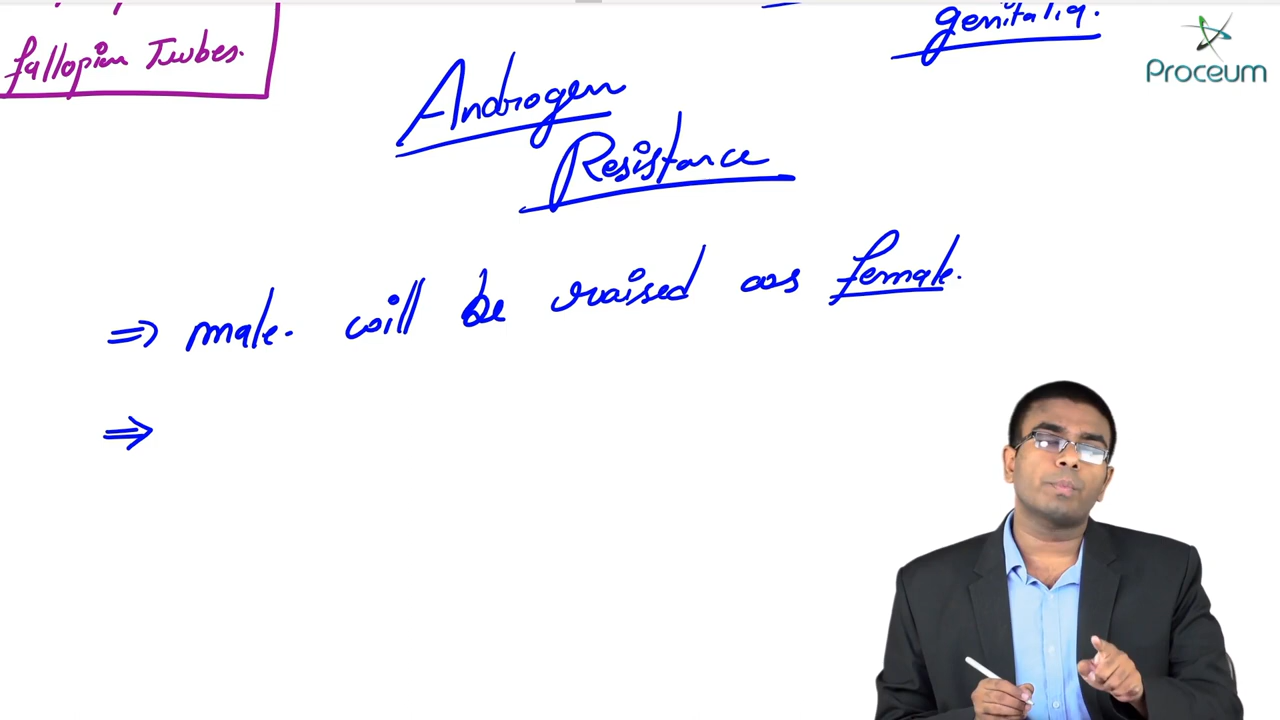 genitalia.
Proceum
fallopian Tubes.
Androgen
Resistance
⇒ male. will be raised as female.
⇒